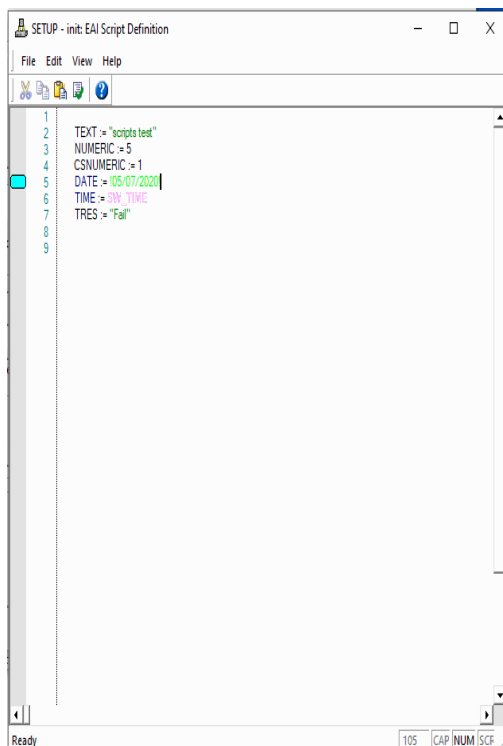 SETUP - init: EAI Script Definition
File Edit View Help
1
2 TEXT := "scripts test"
3 NUMERIC := 5
4 CSNUMERIC := 1
5 DATE := !05/07/2020!
6 TIME := SW_TIME
7 TRES := "Fail"
8
9
Ready 105 CAP NUM SCF